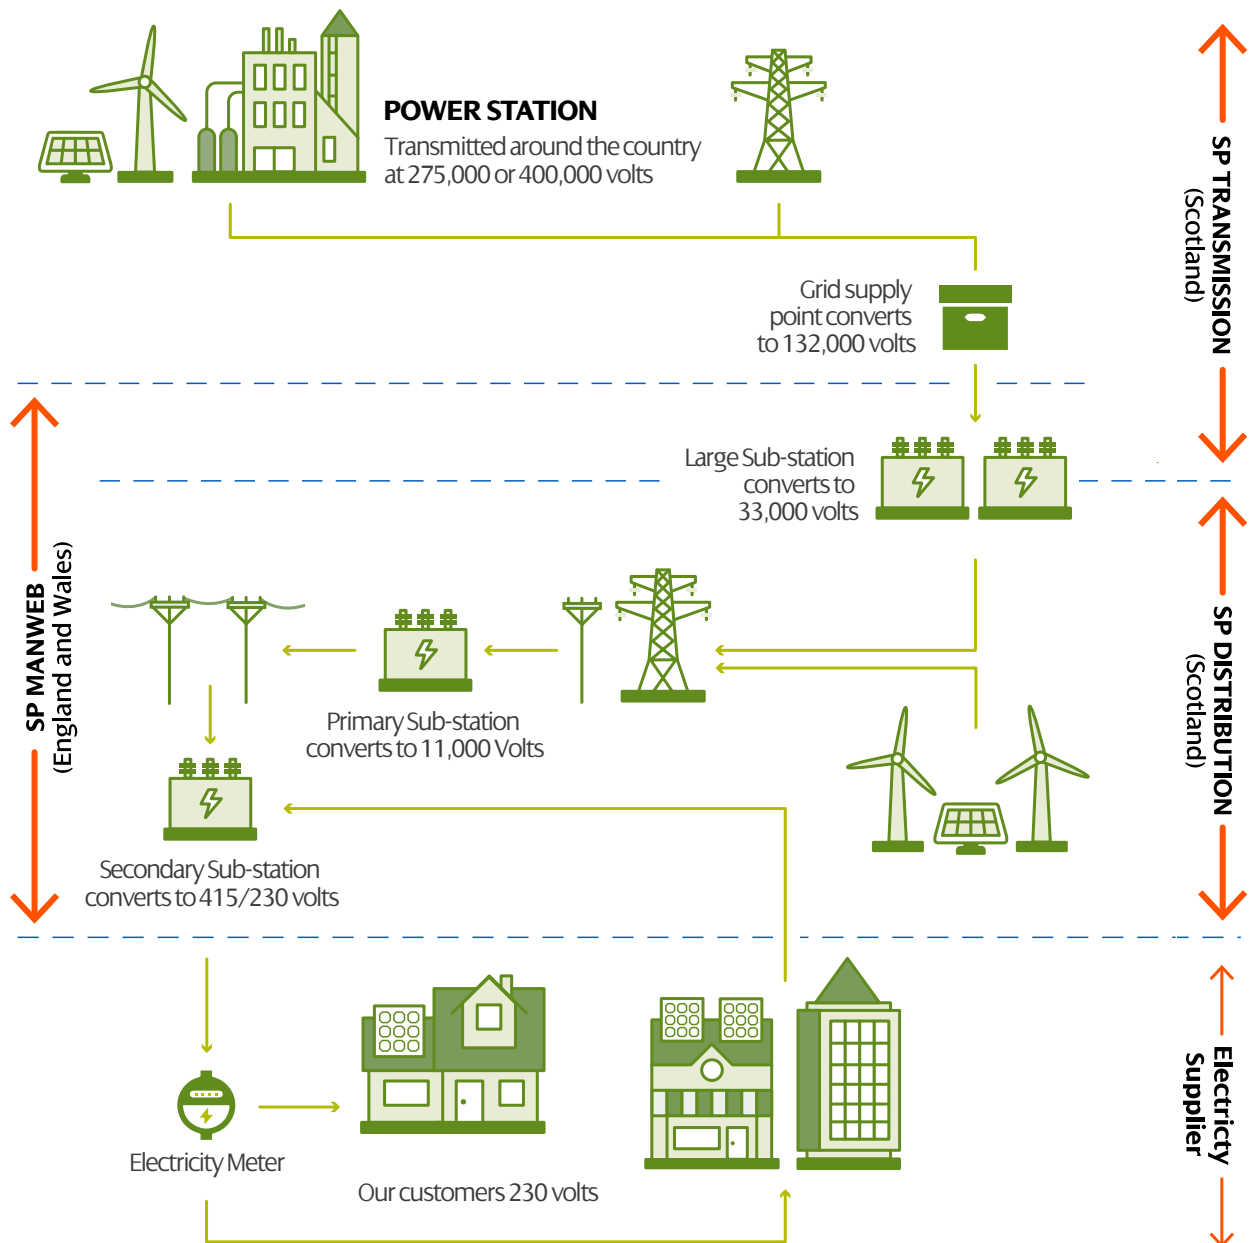 POWER STATION
Transmitted around the country
at 275,000 or 400,000 volts
SP TRANSMISSION
(Scotland)
Grid supply
point converts
to 132,000 volts
Large Sub-station
converts to
33,000 volts
SP MANWEB
(England and Wales)
SP DISTRIBUTION
(Scotland)
Primary Sub-station
converts to 11,000 Volts
Secondary Sub-station
converts to 415/230 volts
Electricty
Supplier
Electricity Meter
Our customers 230 volts